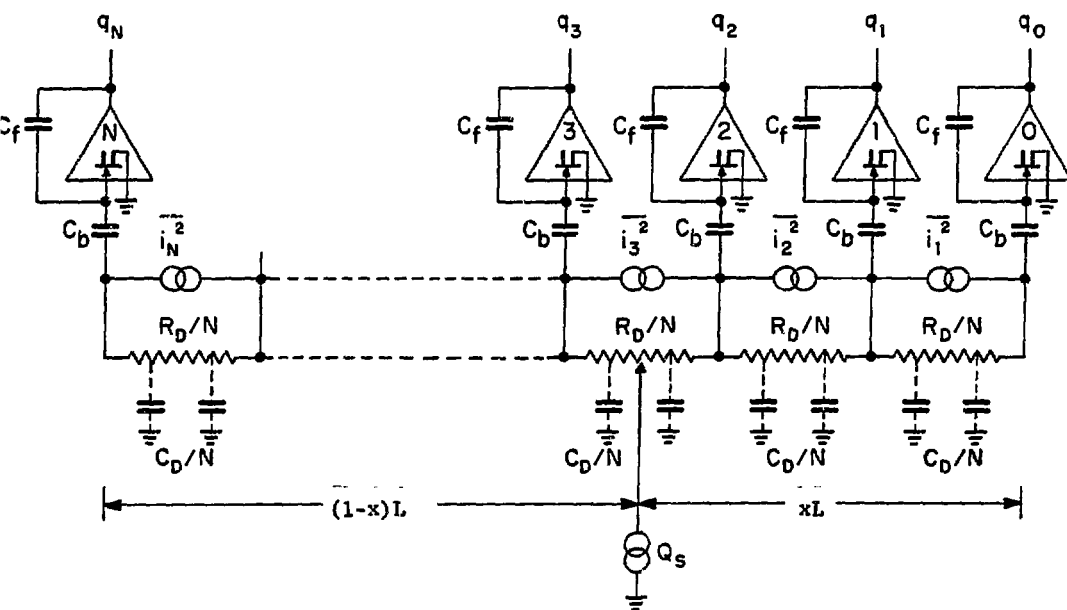 q_N q_3 q_2 q_1 q_0
C_f N C_f 3 C_f 2 C_f 1 C_f 0
C_b i_N^2 C_b i_3^2 C_b i_2^2 C_b i_1^2 C_b
R_D/N R_D/N R_D/N R_D/N
C_D/N C_D/N C_D/N C_D/N
(1-x)L xL
Q_s